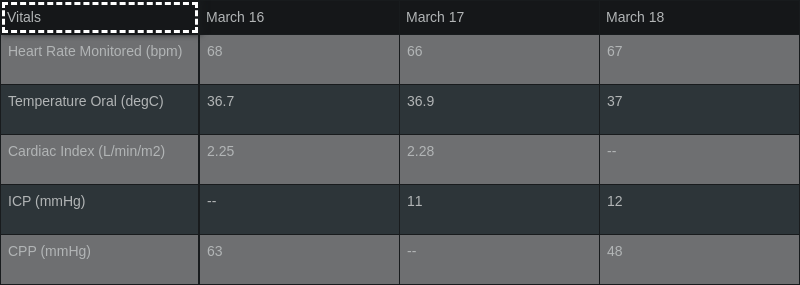 Vitals March 16 March 17 March 18
Heart Rate Monitored (bpm) 68 66 67
Temperature Oral (degC) 36.7 36.9 37
Cardiac Index (L/min/m2) 2.25 2.28 --
ICP (mmHg) -- 11 12
CPP (mmHg) 63 -- 48